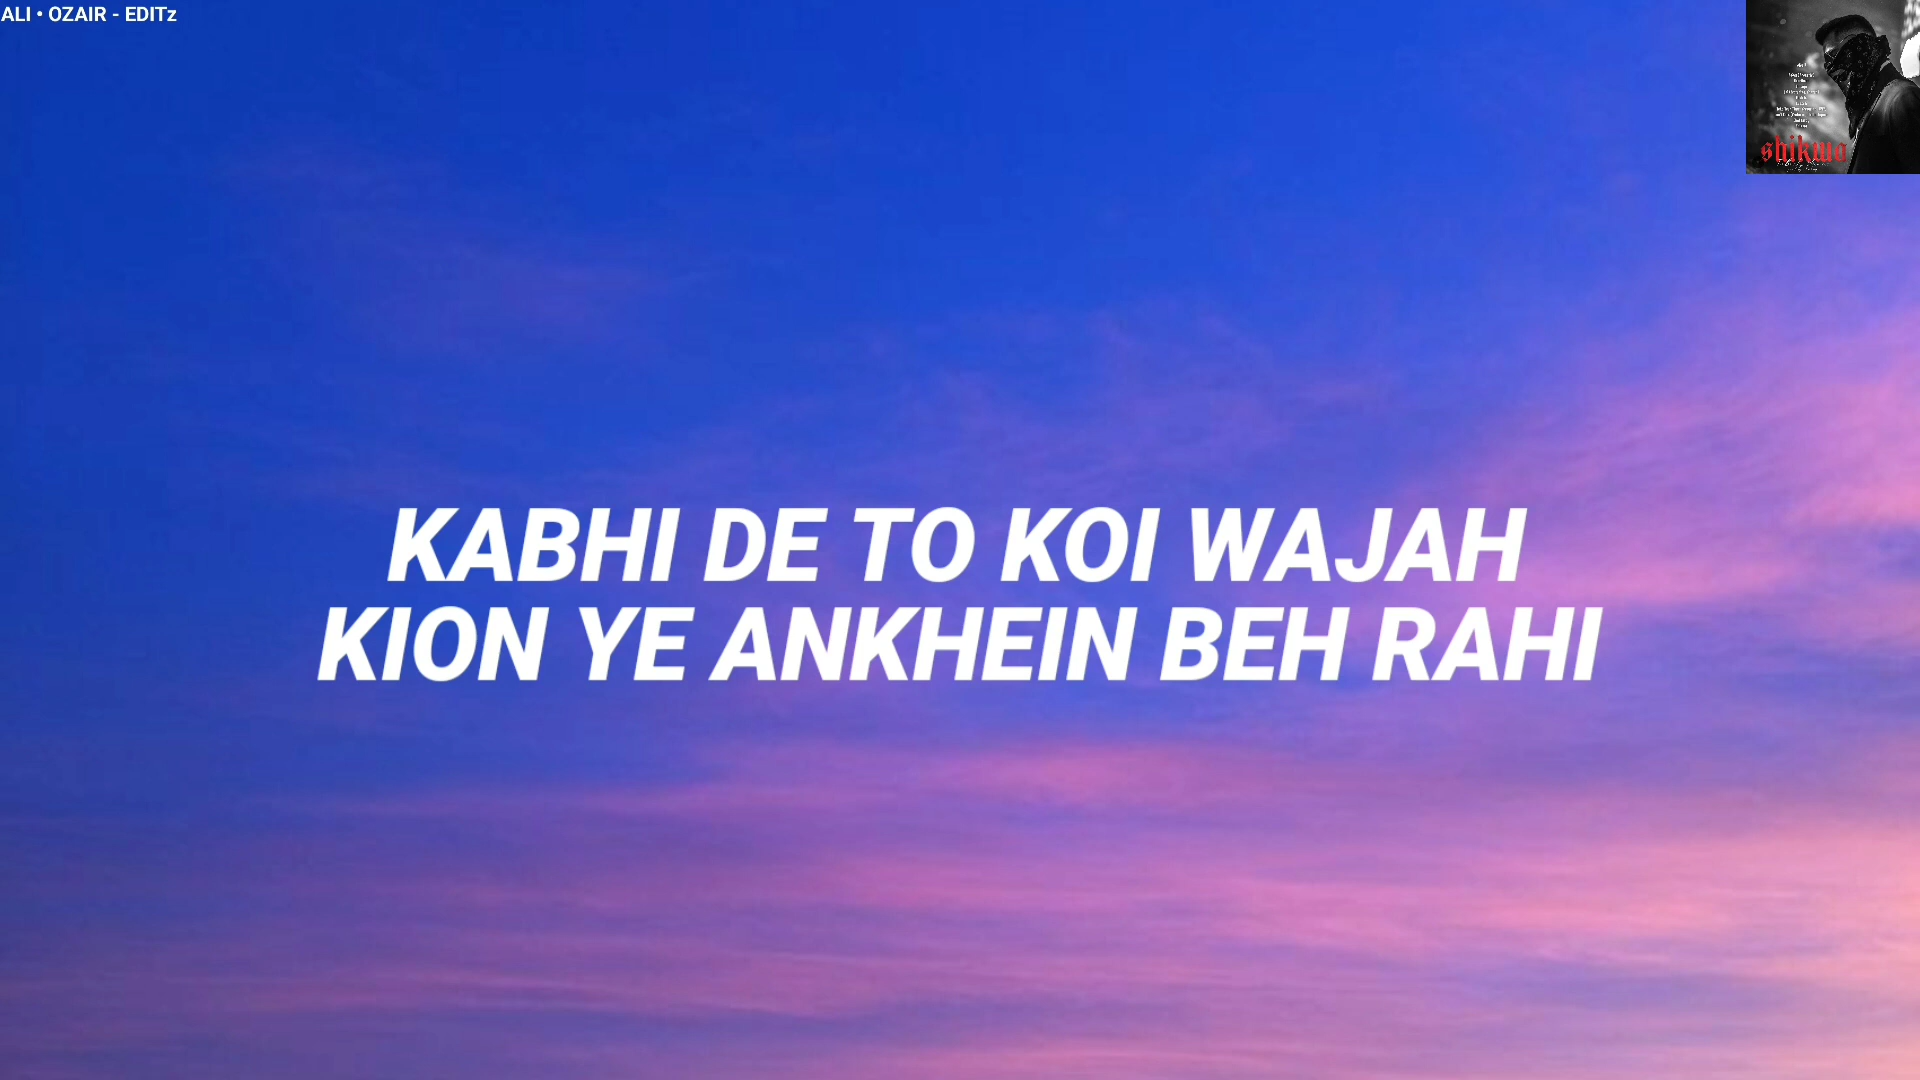 ALI • OZAIR - EDITz
shikwa
KABHI DE TO KOI WAJAH
KION YE ANKHEIN BEH RAHI